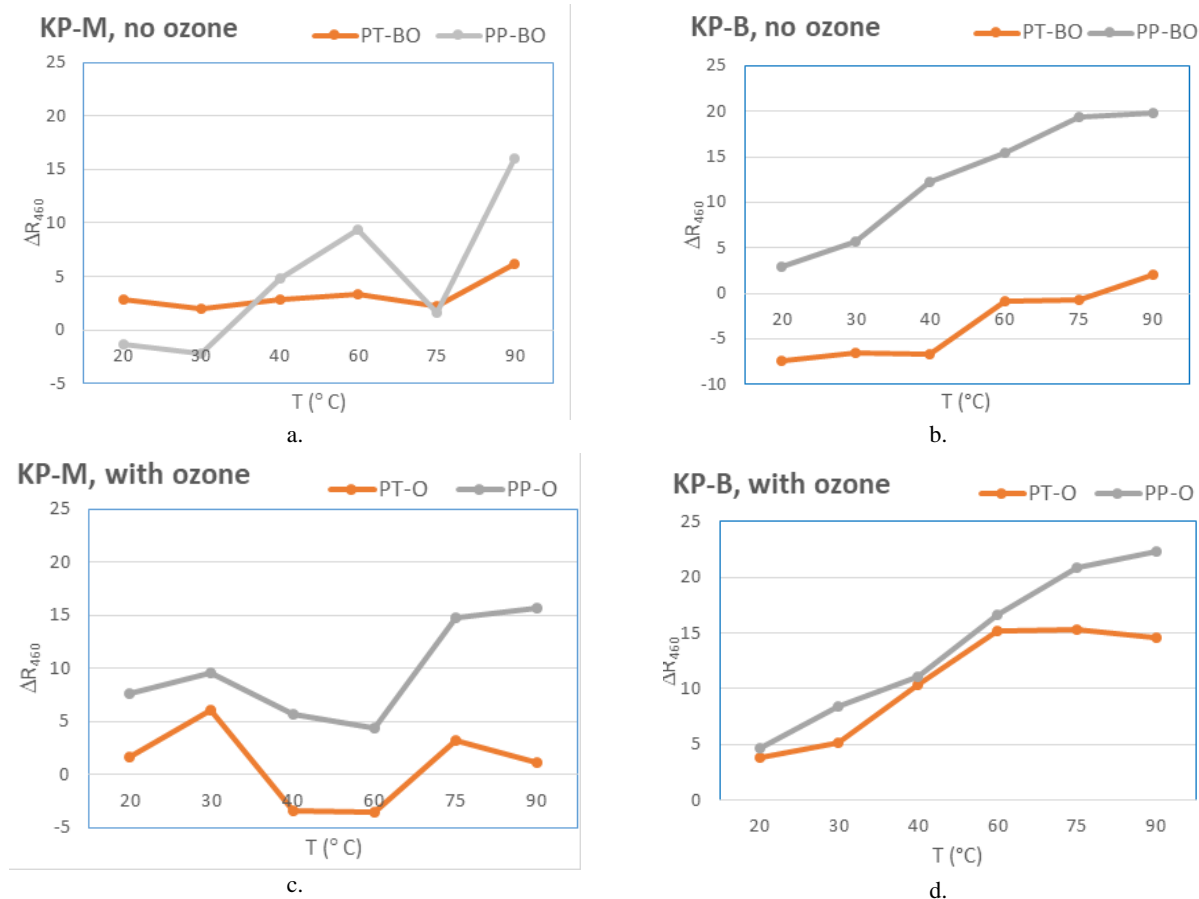 KP-M, no ozone
PT-BO PP-BO
25
20
15
10
5
0
-5
ΔR460
20 30 40 60 75 90
T (° C)
a.
KP-B, no ozone
PT-BO PP-BO
25
20
15
10
5
0
-5
-10
ΔR460
20 30 40 60 75 90
T (°C)
b.
KP-M, with ozone
PT-O PP-O
25
20
15
10
5
0
-5
ΔR460
20 30 40 60 75 90
T (° C)
c.
KP-B, with ozone
PT-O PP-O
25
20
15
10
5
0
ΔR460
20 30 40 60 75 90
T (°C)
d.